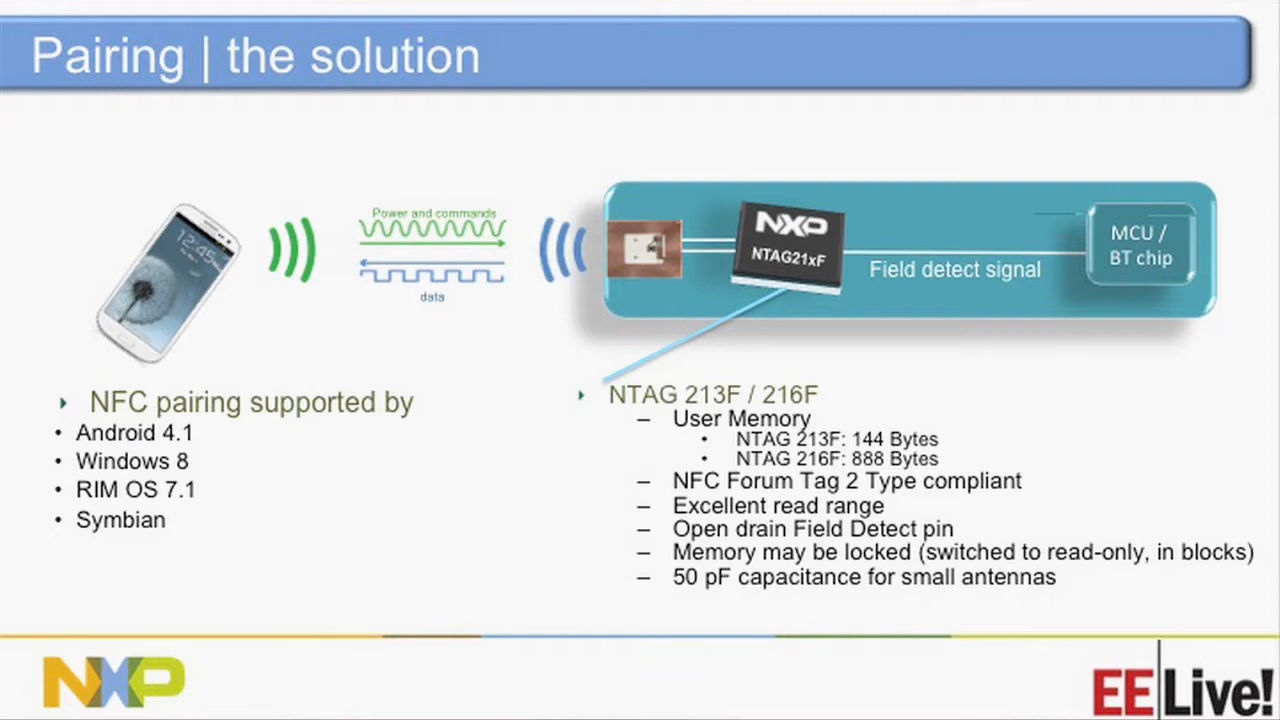 Pairing | the solution
Power and commands
data
12:45
NXP
NTAG21xF
Field detect signal
MCU /
BT chip
NFC pairing supported by
• Android 4.1
• Windows 8
• RIM OS 7.1
• Symbian
NTAG 213F / 216F
– User Memory
• NTAG 213F: 144 Bytes
• NTAG 216F: 888 Bytes
– NFC Forum Tag 2 Type compliant
– Excellent read range
– Open drain Field Detect pin
– Memory may be locked (switched to read-only, in blocks)
– 50 pF capacitance for small antennas
NXP
EE Live!